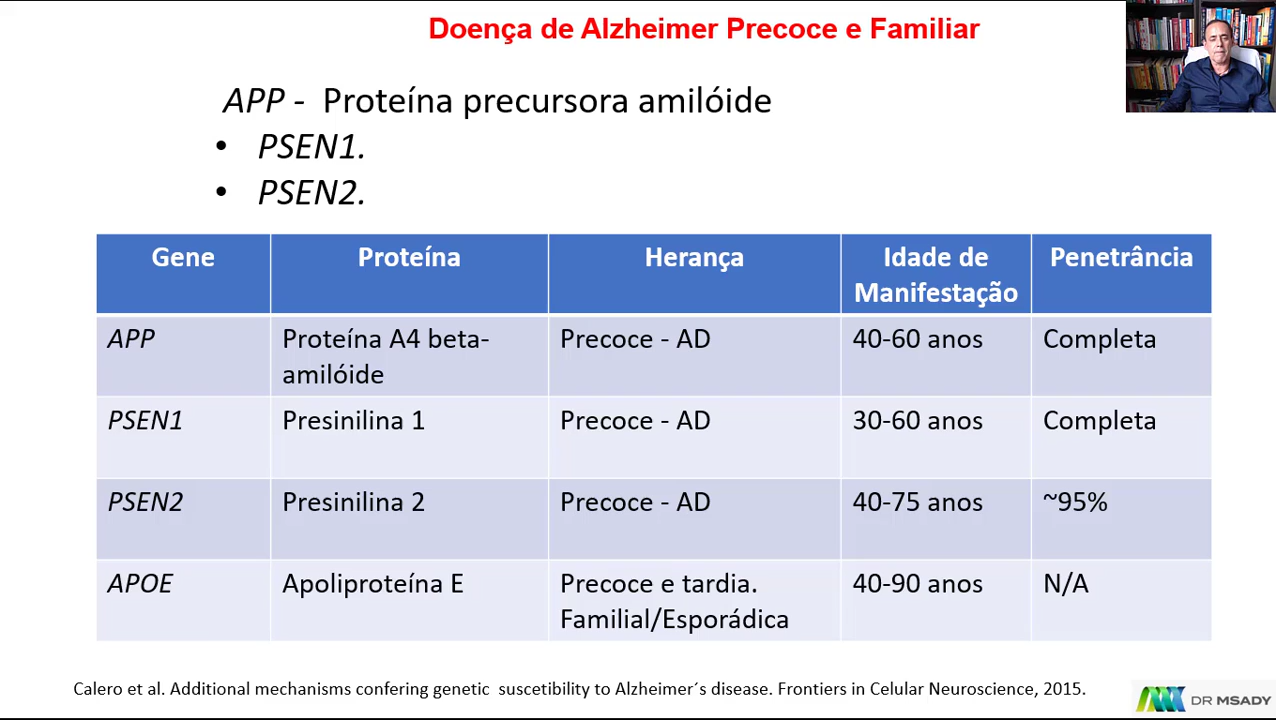 Doença de Alzheimer Precoce e Familiar
APP - Proteína precursora amilóide
• PSEN1.
• PSEN2.
Gene Proteína Herança Idade de Manifestação Penetrância
APP Proteína A4 beta-amilóide Precoce - AD 40-60 anos Completa
PSEN1 Presinilina 1 Precoce - AD 30-60 anos Completa
PSEN2 Presinilina 2 Precoce - AD 40-75 anos ~95%
APOE Apoliproteína E Precoce e tardia. Familial/Esporádica 40-90 anos N/A
Calero et al. Additional mechanisms confering genetic suscetibility to Alzheimer´s disease. Frontiers in Celular Neuroscience, 2015.
DR MSADY